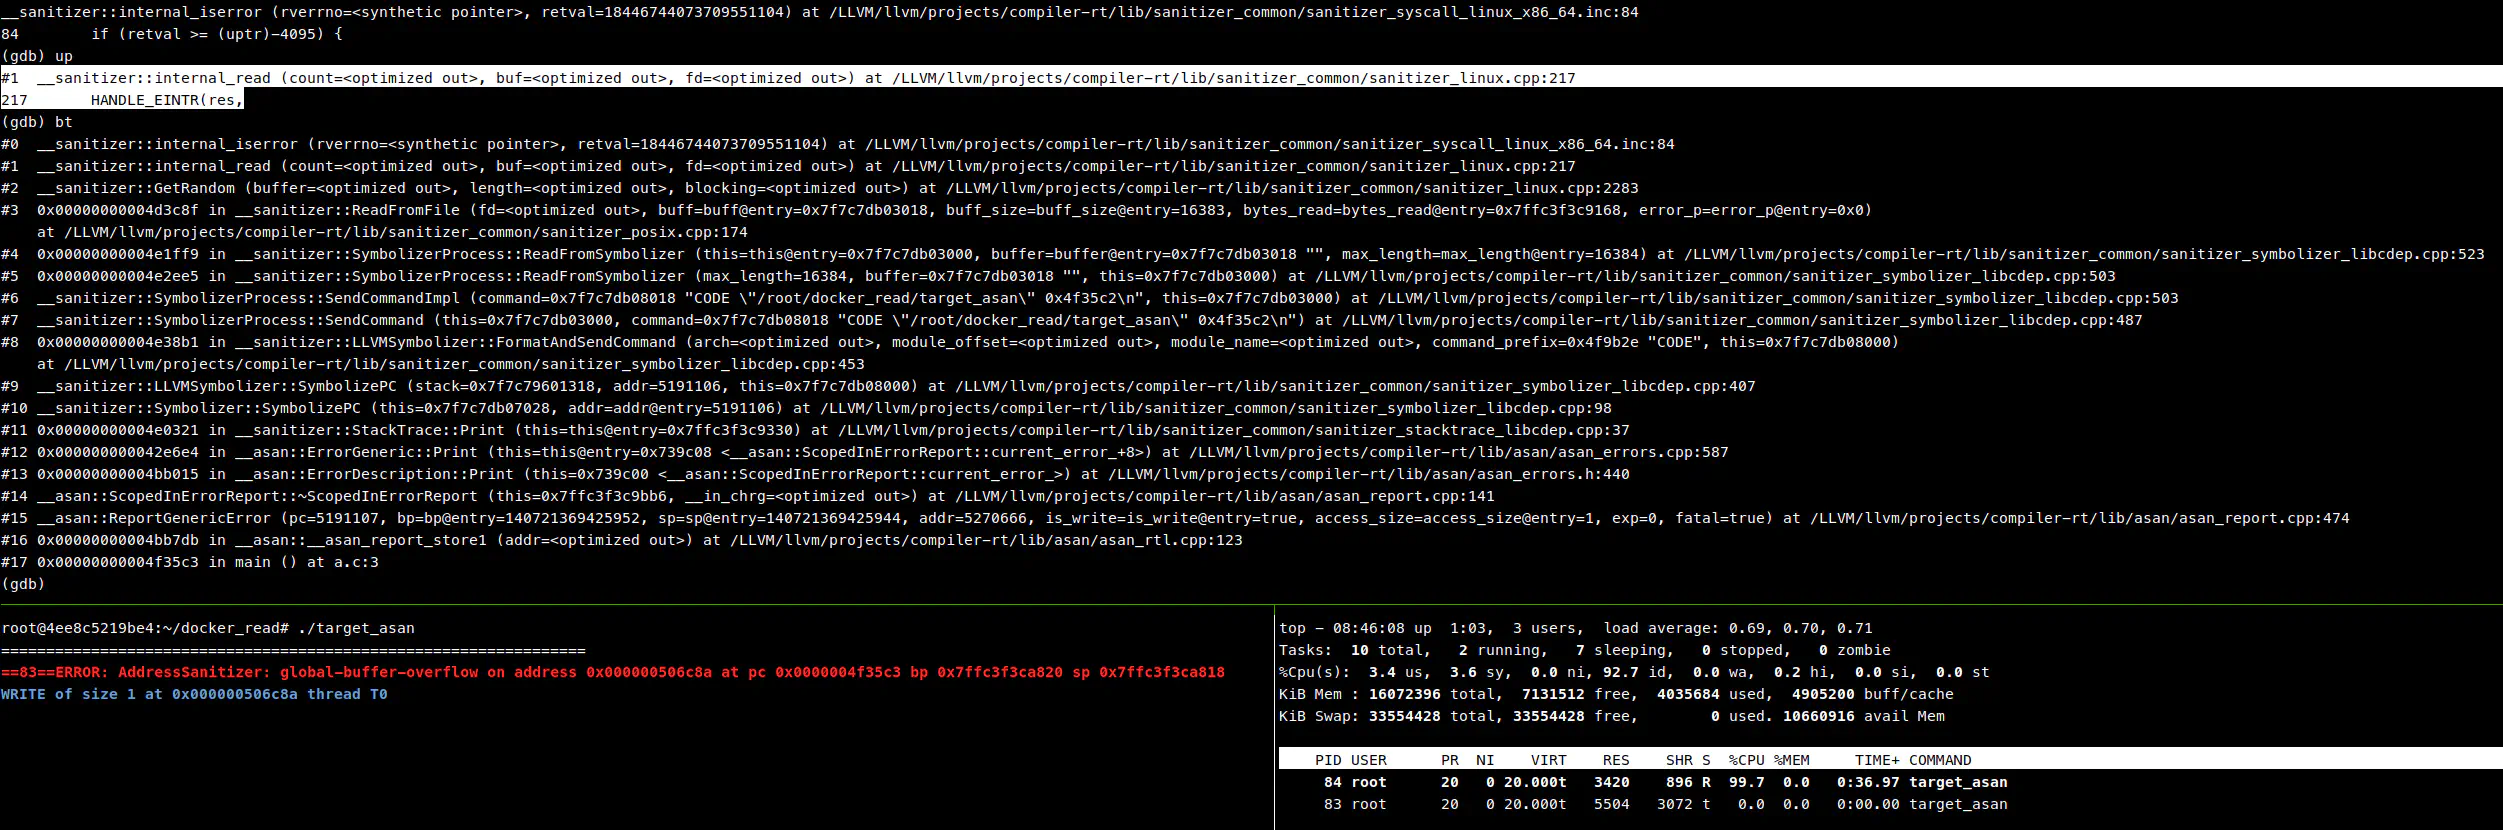 __sanitizer::internal_iserror (rverrno=<synthetic pointer>, retval=18446744073709551104) at /LLVM/llvm/projects/compiler-rt/lib/sanitizer_common/sanitizer_syscall_linux_x86_64.inc:84
84        if (retval >= (uptr)-4095) {
(gdb) up
#1  __sanitizer::internal_read (count=<optimized out>, buf=<optimized out>, fd=<optimized out>) at /LLVM/llvm/projects/compiler-rt/lib/sanitizer_common/sanitizer_linux.cpp:217
217       HANDLE_EINTR(res,
(gdb) bt
#0  __sanitizer::internal_iserror (rverrno=<synthetic pointer>, retval=18446744073709551104) at /LLVM/llvm/projects/compiler-rt/lib/sanitizer_common/sanitizer_syscall_linux_x86_64.inc:84
#1  __sanitizer::internal_read (count=<optimized out>, buf=<optimized out>, fd=<optimized out>) at /LLVM/llvm/projects/compiler-rt/lib/sanitizer_common/sanitizer_linux.cpp:217
#2  __sanitizer::GetRandom (buffer=<optimized out>, length=<optimized out>, blocking=<optimized out>) at /LLVM/llvm/projects/compiler-rt/lib/sanitizer_common/sanitizer_linux.cpp:2283
#3  0x00000000004d3c8f in __sanitizer::ReadFromFile (fd=<optimized out>, buff=buff@entry=0x7f7c7db03018, buff_size=buff_size@entry=16383, bytes_read=bytes_read@entry=0x7ffc3f3c9168, error_p=error_p@entry=0x0)
    at /LLVM/llvm/projects/compiler-rt/lib/sanitizer_common/sanitizer_posix.cpp:174
#4  0x00000000004e1ff9 in __sanitizer::SymbolizerProcess::ReadFromSymbolizer (this=this@entry=0x7f7c7db03000, buffer=buffer@entry=0x7f7c7db03018 "", max_length=max_length@entry=16384) at /LLVM/llvm/projects/compiler-rt/lib/sanitizer_common/sanitizer_symbolizer_libcdep.cpp:523
#5  0x00000000004e2ee5 in __sanitizer::SymbolizerProcess::ReadFromSymbolizer (max_length=16384, buffer=0x7f7c7db03018 "", this=0x7f7c7db03000) at /LLVM/llvm/projects/compiler-rt/lib/sanitizer_common/sanitizer_symbolizer_libcdep.cpp:503
#6  __sanitizer::SymbolizerProcess::SendCommandImpl (command=0x7f7c7db08018 "CODE \"/root/docker_read/target_asan\" 0x4f35c2\n", this=0x7f7c7db03000) at /LLVM/llvm/projects/compiler-rt/lib/sanitizer_common/sanitizer_symbolizer_libcdep.cpp:503
#7  __sanitizer::SymbolizerProcess::SendCommand (this=0x7f7c7db03000, command=0x7f7c7db08018 "CODE \"/root/docker_read/target_asan\" 0x4f35c2\n") at /LLVM/llvm/projects/compiler-rt/lib/sanitizer_common/sanitizer_symbolizer_libcdep.cpp:487
#8  0x00000000004e38b1 in __sanitizer::LLVMSymbolizer::FormatAndSendCommand (arch=<optimized out>, module_offset=<optimized out>, module_name=<optimized out>, command_prefix=0x4f9b2e "CODE", this=0x7f7c7db08000)
    at /LLVM/llvm/projects/compiler-rt/lib/sanitizer_common/sanitizer_symbolizer_libcdep.cpp:453
#9  __sanitizer::LLVMSymbolizer::SymbolizePC (stack=0x7f7c79601318, addr=5191106, this=0x7f7c7db08000) at /LLVM/llvm/projects/compiler-rt/lib/sanitizer_common/sanitizer_symbolizer_libcdep.cpp:407
#10 __sanitizer::Symbolizer::SymbolizePC (this=0x7f7c7db07028, addr=addr@entry=5191106) at /LLVM/llvm/projects/compiler-rt/lib/sanitizer_common/sanitizer_symbolizer_libcdep.cpp:98
#11 0x00000000004e0321 in __sanitizer::StackTrace::Print (this=this@entry=0x7ffc3f3c9330) at /LLVM/llvm/projects/compiler-rt/lib/sanitizer_common/sanitizer_stacktrace_libcdep.cpp:37
#12 0x000000000042e6e4 in __asan::ErrorGeneric::Print (this=this@entry=0x739c08 <__asan::ScopedInErrorReport::current_error_+8>) at /LLVM/llvm/projects/compiler-rt/lib/asan/asan_errors.cpp:587
#13 0x00000000004bb015 in __asan::ErrorDescription::Print (this=0x739c00 <__asan::ScopedInErrorReport::current_error_>) at /LLVM/llvm/projects/compiler-rt/lib/asan/asan_errors.h:440
#14 __asan::ScopedInErrorReport::~ScopedInErrorReport (this=0x7ffc3f3c9bb6, __in_chrg=<optimized out>) at /LLVM/llvm/projects/compiler-rt/lib/asan/asan_report.cpp:141
#15 __asan::ReportGenericError (pc=5191107, bp=bp@entry=140721369425952, sp=sp@entry=140721369425944, addr=5270666, is_write=is_write@entry=true, access_size=access_size@entry=1, exp=0, fatal=true) at /LLVM/llvm/projects/compiler-rt/lib/asan/asan_report.cpp:474
#16 0x00000000004bb7db in __asan::__asan_report_store1 (addr=<optimized out>) at /LLVM/llvm/projects/compiler-rt/lib/asan/asan_rtl.cpp:123
#17 0x00000000004f35c3 in main () at a.c:3
(gdb)
root@4ee8c5219be4:~/docker_read# ./target_asan
=================================================================
==83==ERROR: AddressSanitizer: global-buffer-overflow on address 0x000000506c8a at pc 0x0000004f35c3 bp 0x7ffc3f3ca820 sp 0x7ffc3f3ca818
WRITE of size 1 at 0x000000506c8a thread T0
top - 08:46:08 up  1:03,  3 users,  load average: 0.69, 0.70, 0.71
Tasks:  10 total,   2 running,   7 sleeping,   0 stopped,   0 zombie
%Cpu(s):  3.4 us,  3.6 sy,  0.0 ni, 92.7 id,  0.0 wa,  0.2 hi,  0.0 si,  0.0 st
KiB Mem : 16072396 total,  7131512 free,  4035684 used,  4905200 buff/cache
KiB Swap: 33554428 total, 33554428 free,        0 used. 10660916 avail Mem
PID USER      PR  NI    VIRT    RES    SHR S  %CPU %MEM     TIME+ COMMAND
84 root      20   0 20.000t   3420    896 R  99.7  0.0   0:36.97 target_asan
83 root      20   0 20.000t   5504   3072 t   0.0  0.0   0:00.00 target_asan